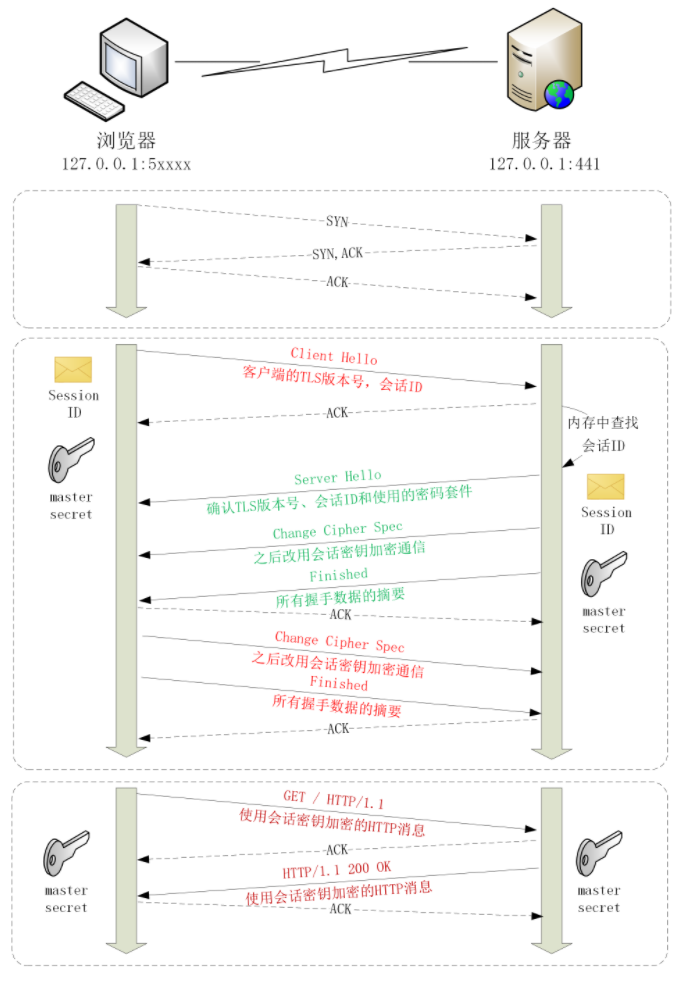 浏览器
127.0.0.1:5xxxx
服务器
127.0.0.1:441
SYN
SYN,ACK
ACK
Client Hello
客户端的TLS版本号，会话ID
Session
ID
ACK
内存中查找
会话ID
master
secret
Server Hello
确认TLS版本号、会话ID和使用的密码套件
Session
ID
Change Cipher Spec
之后改用会话密钥加密通信
Finished
所有握手数据的摘要
ACK
master
secret
Change Cipher Spec
之后改用会话密钥加密通信
Finished
所有握手数据的摘要
ACK
GET / HTTP/1.1
使用会话密钥加密的HTTP消息
ACK
HTTP/1.1 200 OK
使用会话密钥加密的HTTP消息
ACK
master
secret
master
secret